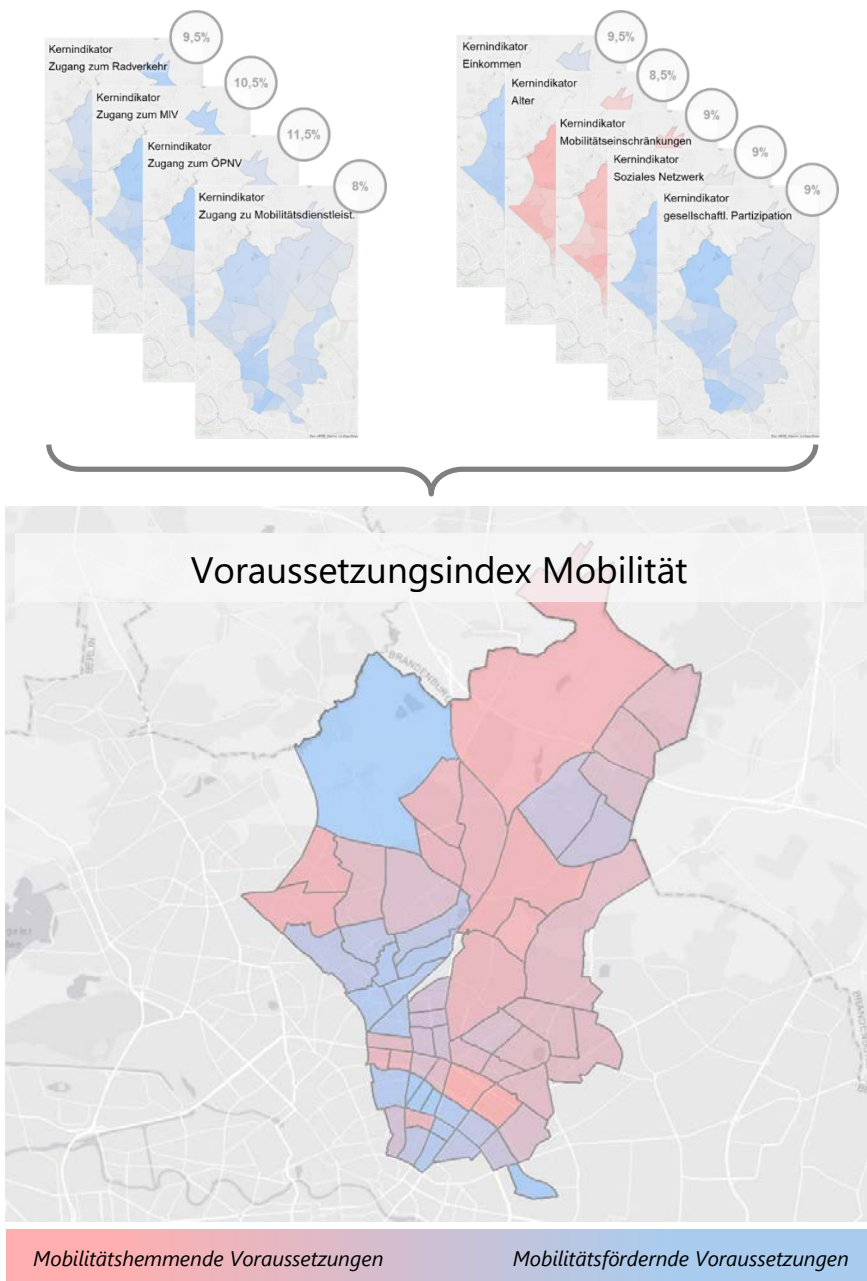 9,5%
Kernindikator
Zugang zum Radverkehr
10,5%
Kernindikator
Zugang zum MIV
11,5%
Kernindikator
Zugang zum ÖPNV
8%
Kernindikator
Zugang zu Mobilitätsdienstleist.
9,5%
Kernindikator
Einkommen
8,5%
Kernindikator
Alter
9%
Kernindikator
Mobilitätseinschränkungen
9%
Kernindikator
Soziales Netzwerk
9%
Kernindikator
gesellschaftl. Partizipation
Voraussetzungsindex Mobilität
BERLIN
BRANDENBURG
Mobilitätshemmende Voraussetzungen
Mobilitätsfördernde Voraussetzungen